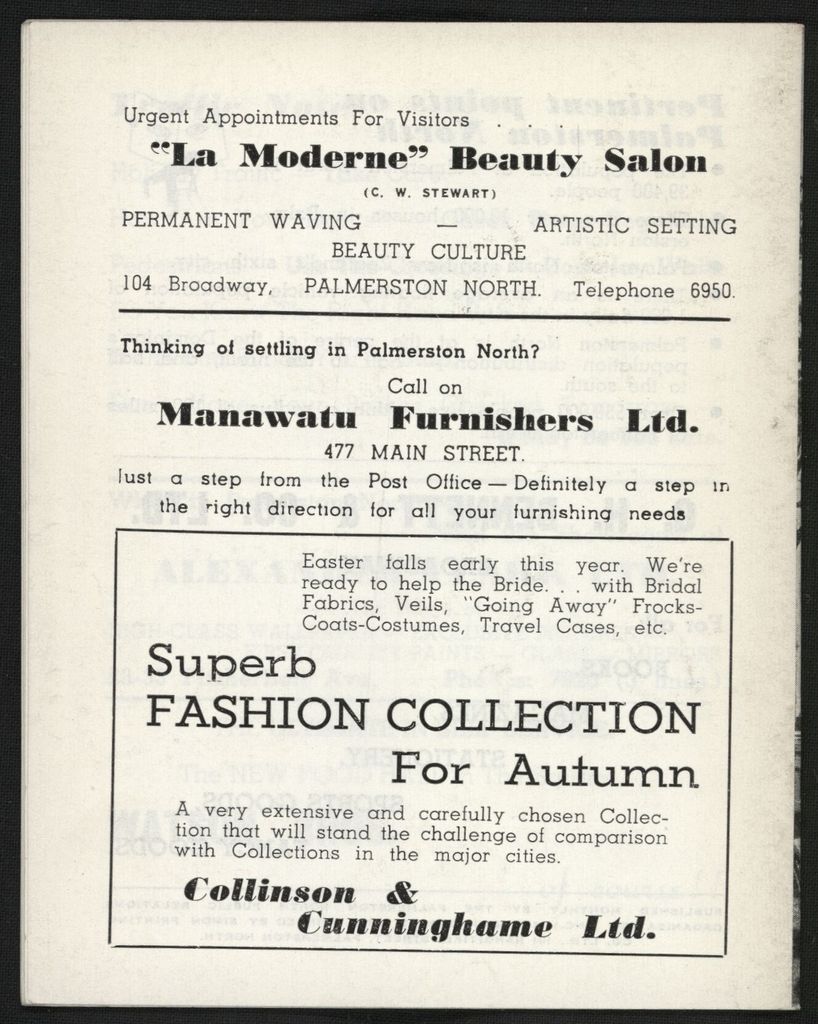 Urgent Appointments For Visitors . . .
“La Moderne” Beauty Salon
(C. W. STEWART)
PERMANENT WAVING — ARTISTIC SETTING
BEAUTY CULTURE
104 Broadway, PALMERSTON NORTH. Telephone 6950.
Thinking of settling in Palmerston North?
Call on
Manawatu Furnishers Ltd.
477 MAIN STREET.
Just a step from the Post Office — Definitely a step in
the right direction for all your furnishing needs
Easter falls early this year. We're
ready to help the Bride. . . with Bridal
Fabrics, Veils, "Going Away" Frocks-
Coats-Costumes, Travel Cases, etc.
Superb
FASHION COLLECTION
For Autumn
A very extensive and carefully chosen Collec-
tion that will stand the challenge of comparison
with Collections in the major cities.
Collinson &
Cunninghame Ltd.